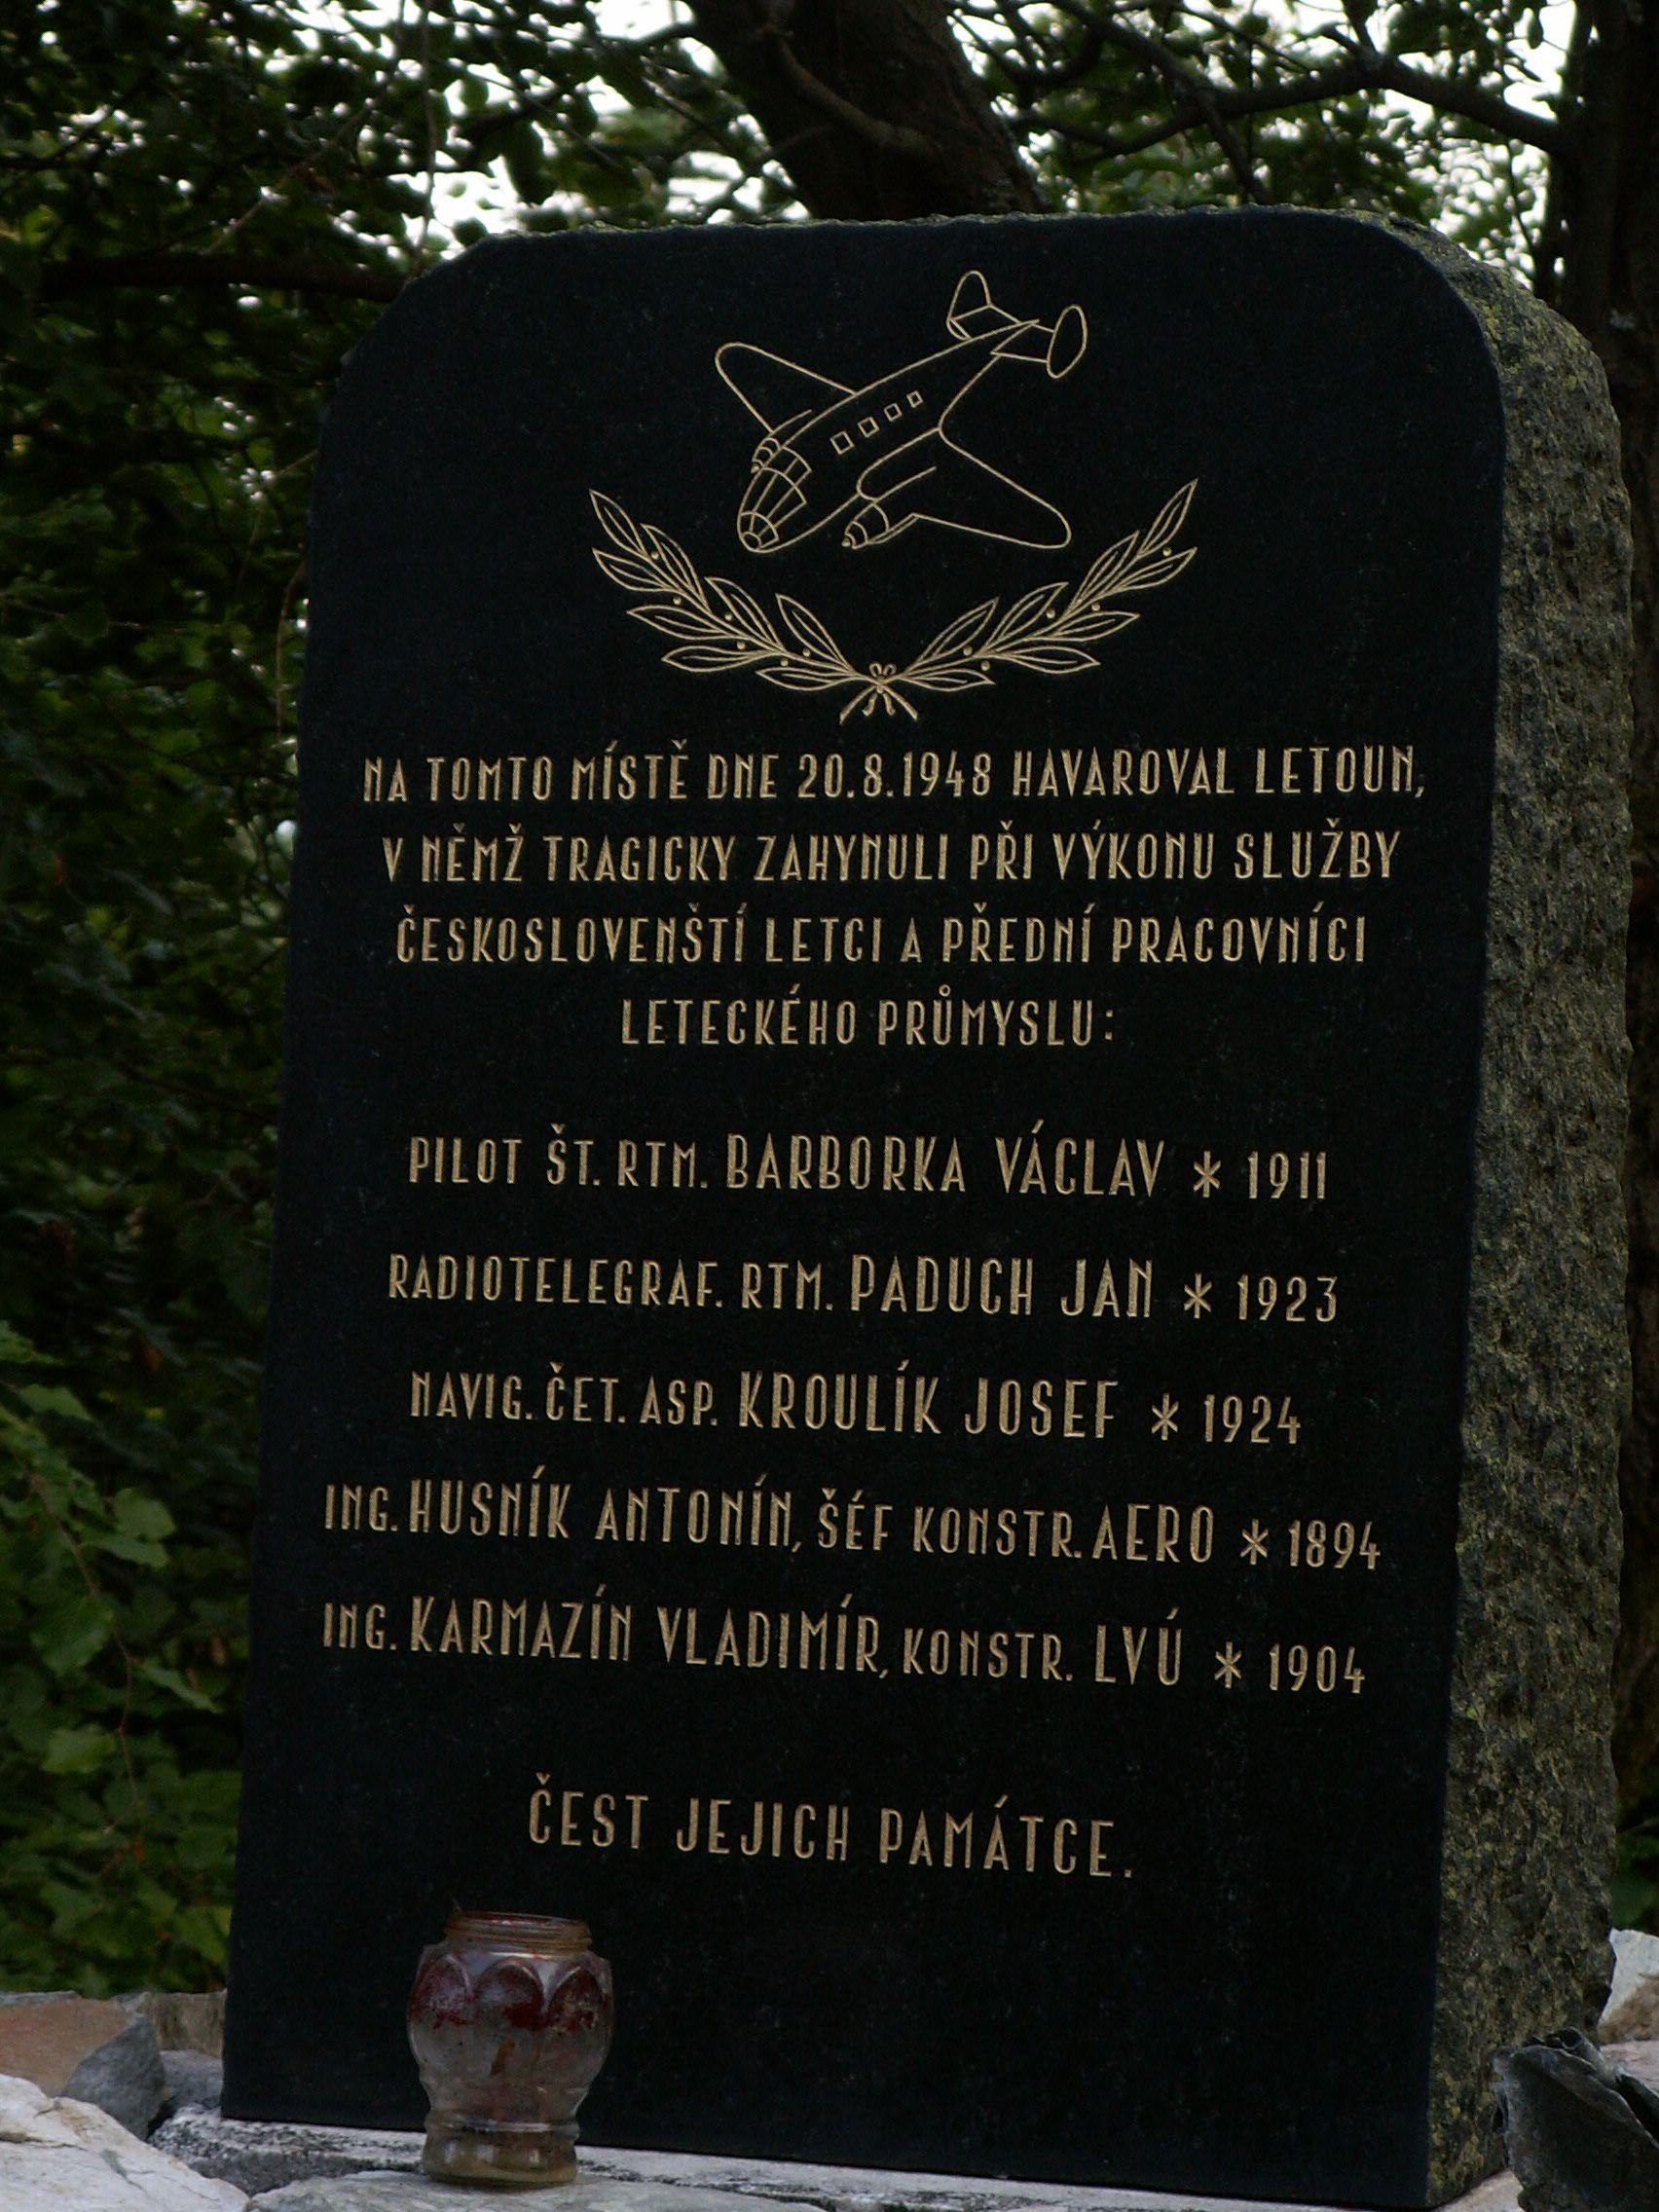 NA TOMTO MÍSTĚ DNE 20.8.1948 HAVAROVAL LETOUN,
V NĚMŽ TRAGICKY ZAHYNULI PŘI VÝKONU SLUŽBY
ČESKOSLOVENŠTÍ LETCI A PŘEDNÍ PRACOVNÍCI
LETECKÉHO PRŮMYSLU:
PILOT ŠT. RTM. BARBORKA VÁCLAV * 1911
RADIOTELEGRAF. RTM. PADUCH JAN * 1923
NAVIG. ČET. ASP. KROULÍK JOSEF * 1924
ING. HUSNÍK ANTONÍN, ŠÉF KONSTR. AERO * 1894
ING. KARMAZÍN VLADIMÍR, KONSTR. LVÚ * 1904
ČEST JEJICH PAMÁTCE.